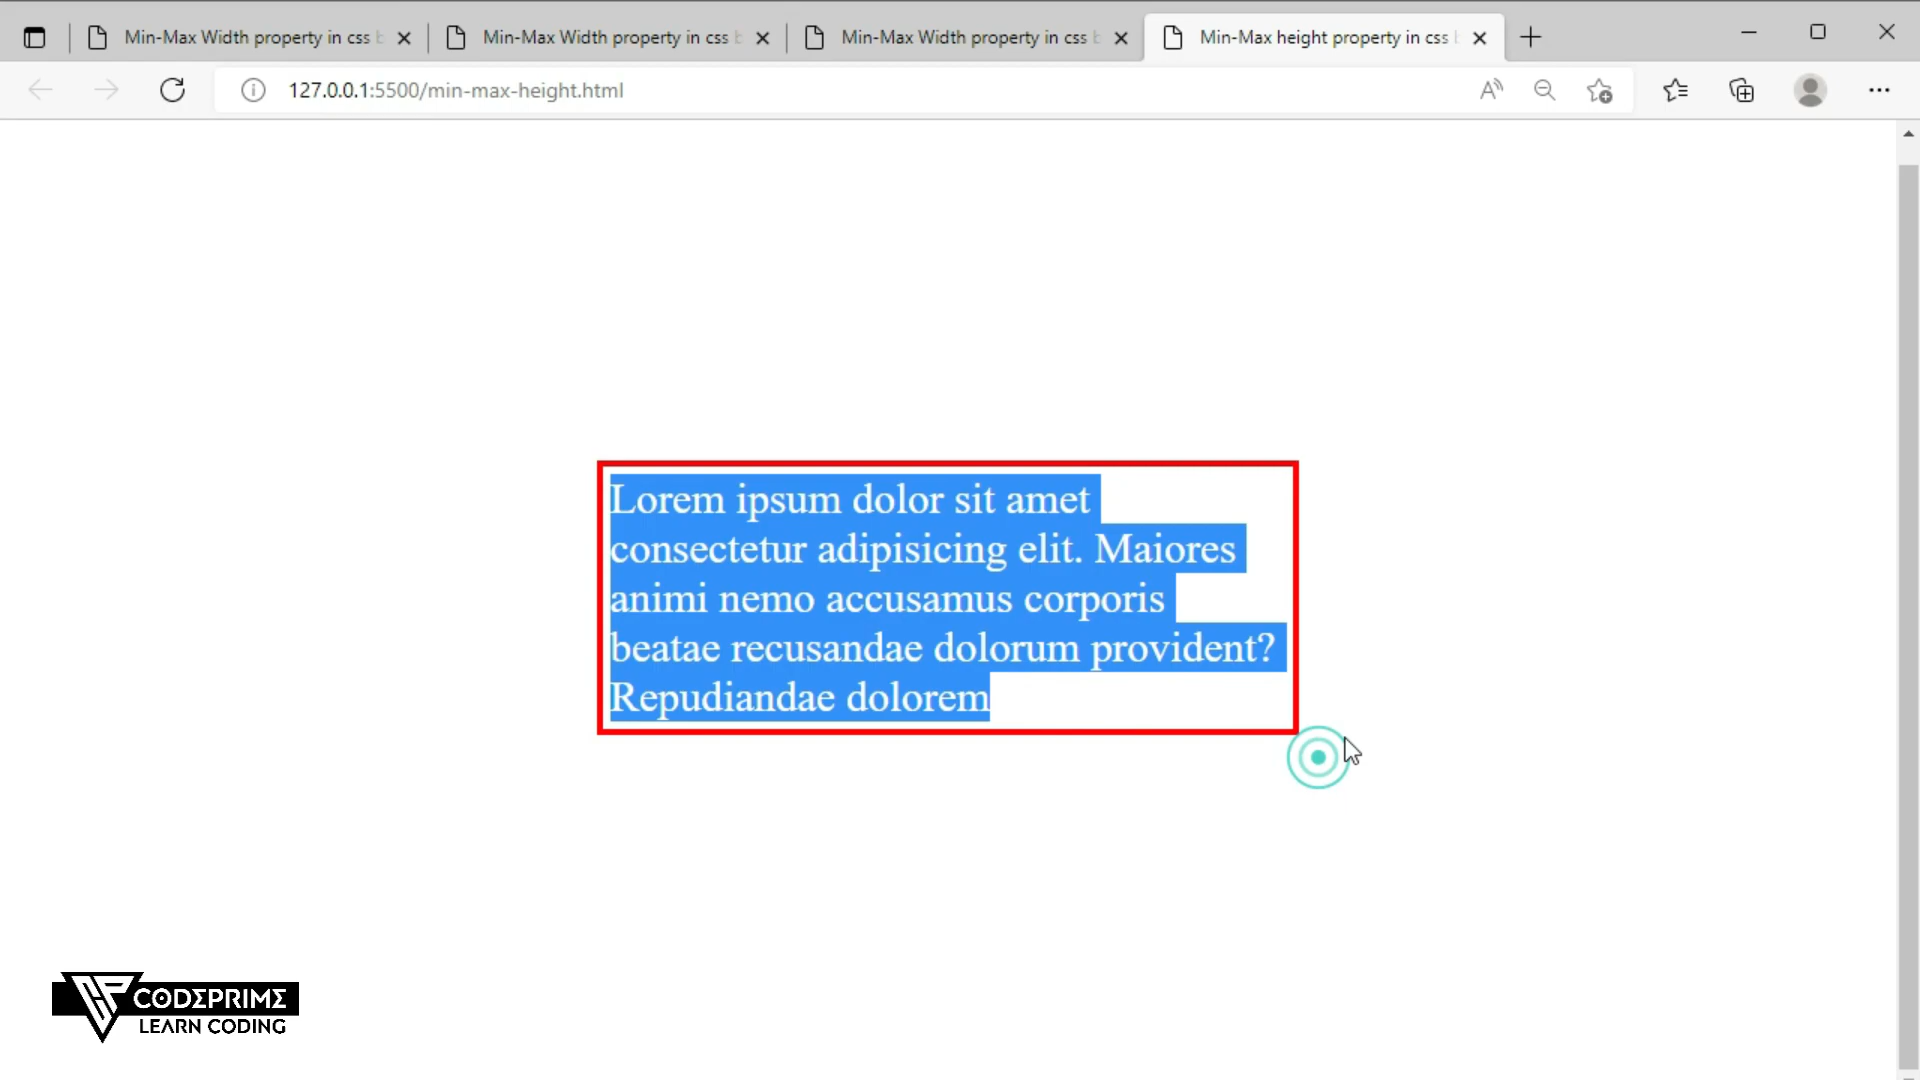 Min-Max Width property in css
Min-Max Width property in css
Min-Max Width property in css
Min-Max height property in css
127.0.0.1:5500/min-max-height.html
Lorem ipsum dolor sit amet
consectetur adipisicing elit. Maiores
animi nemo accusamus corporis
beatae recusandae dolorum provident?
Repudiandae dolorem
CODΣPRIMΣ
LEARN CODING